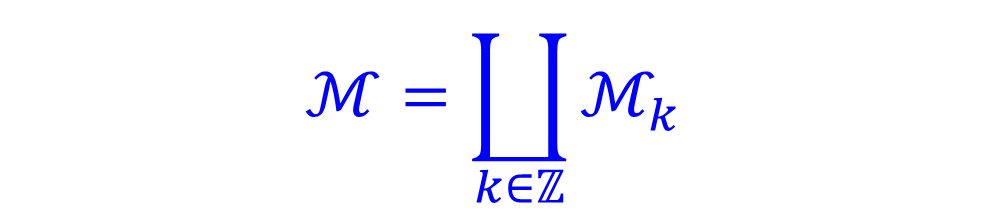 ℳ = ∐_{k∈ℤ} ℳ_k